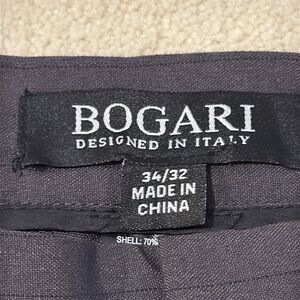 BOGARI
DESIGNED IN ITALY
34/32
MADE IN
CHINA
SHELL: 70%